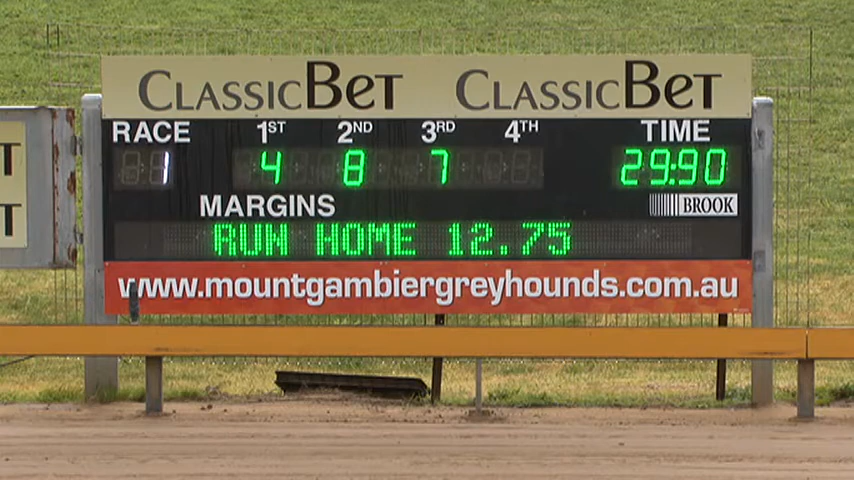 CLASSICBET CLASSICBET
RACE 1ST 2ND 3RD 4TH TIME
1 4 8 7 29:90
MARGINS BROOK
RUN HOME 12.75
www.mountgambiergreyhounds.com.au
T
T